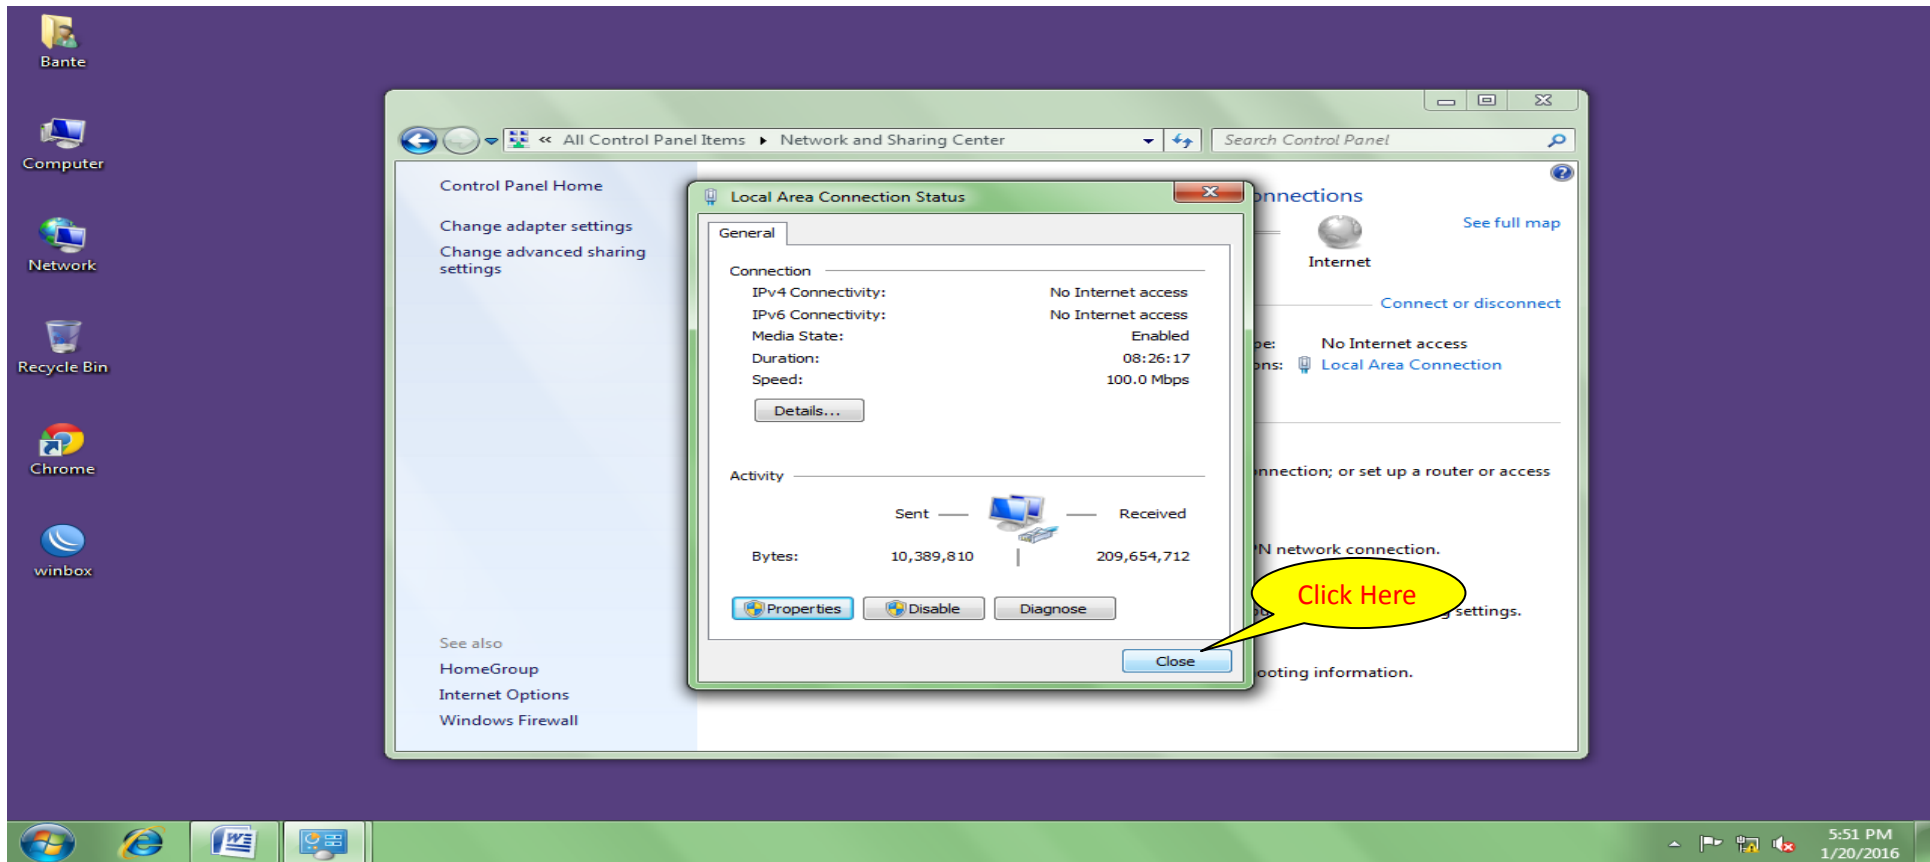 Bante
Computer
Network
Recycle Bin
Chrome
winbox
« All Control Panel Items ▸ Network and Sharing Center
Search Control Panel
Control Panel Home
Change adapter settings
Change advanced sharing
settings
See also
HomeGroup
Internet Options
Windows Firewall
Local Area Connection Status
General
Connection
IPv4 Connectivity: No Internet access
IPv6 Connectivity: No Internet access
Media State: Enabled
Duration: 08:26:17
Speed: 100.0 Mbps
Details...
Activity
Sent Received
Bytes: 10,389,810 209,654,712
Properties Disable Diagnose
Close
See full map
Internet
Connect or disconnect
No Internet access
Local Area Connection
; or set up a router or access
network connection.
settings.
information.
Click Here
5:51 PM
1/20/2016